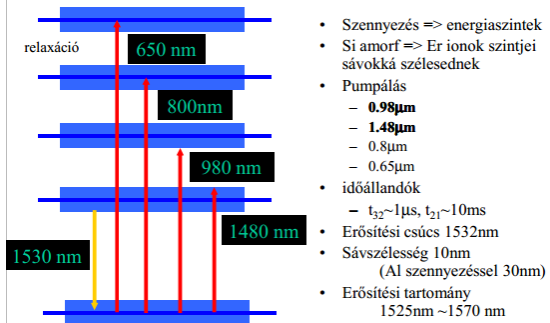 relaxáció
650 nm
800nm
980 nm
1480 nm
1530 nm
• Szennyezés => energiaszintek
• Si amorf => Er ionok szintjei
sávokká szélesednek
• Pumpálás
– 0.98μm
– 1.48μm
– 0.8μm
– 0.65μm
• időállandók
– t32~1μs, t21~10ms
• Erősítési csúcs 1532nm
• Sávszélesség 10nm
(Al szennyezéssel 30nm)
• Erősítési tartomány
1525nm ~1570 nm